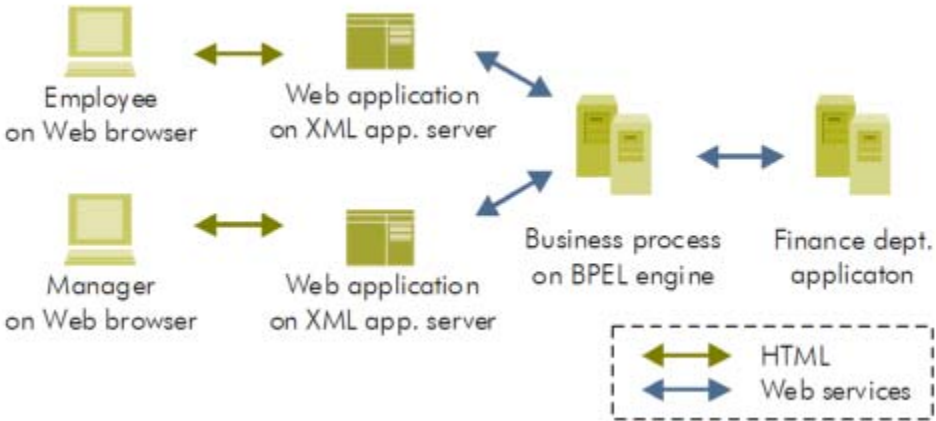 Employee
on Web browser
Web application
on XML app. server
Manager
on Web browser
Web application
on XML app. server
Business process
on BPEL engine
Finance dept.
applicaton
HTML
Web services